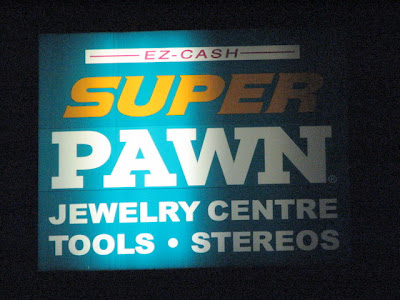 EZ-CASH
SUPER
PAWN®
JEWELRY CENTRE
TOOLS • STEREOS